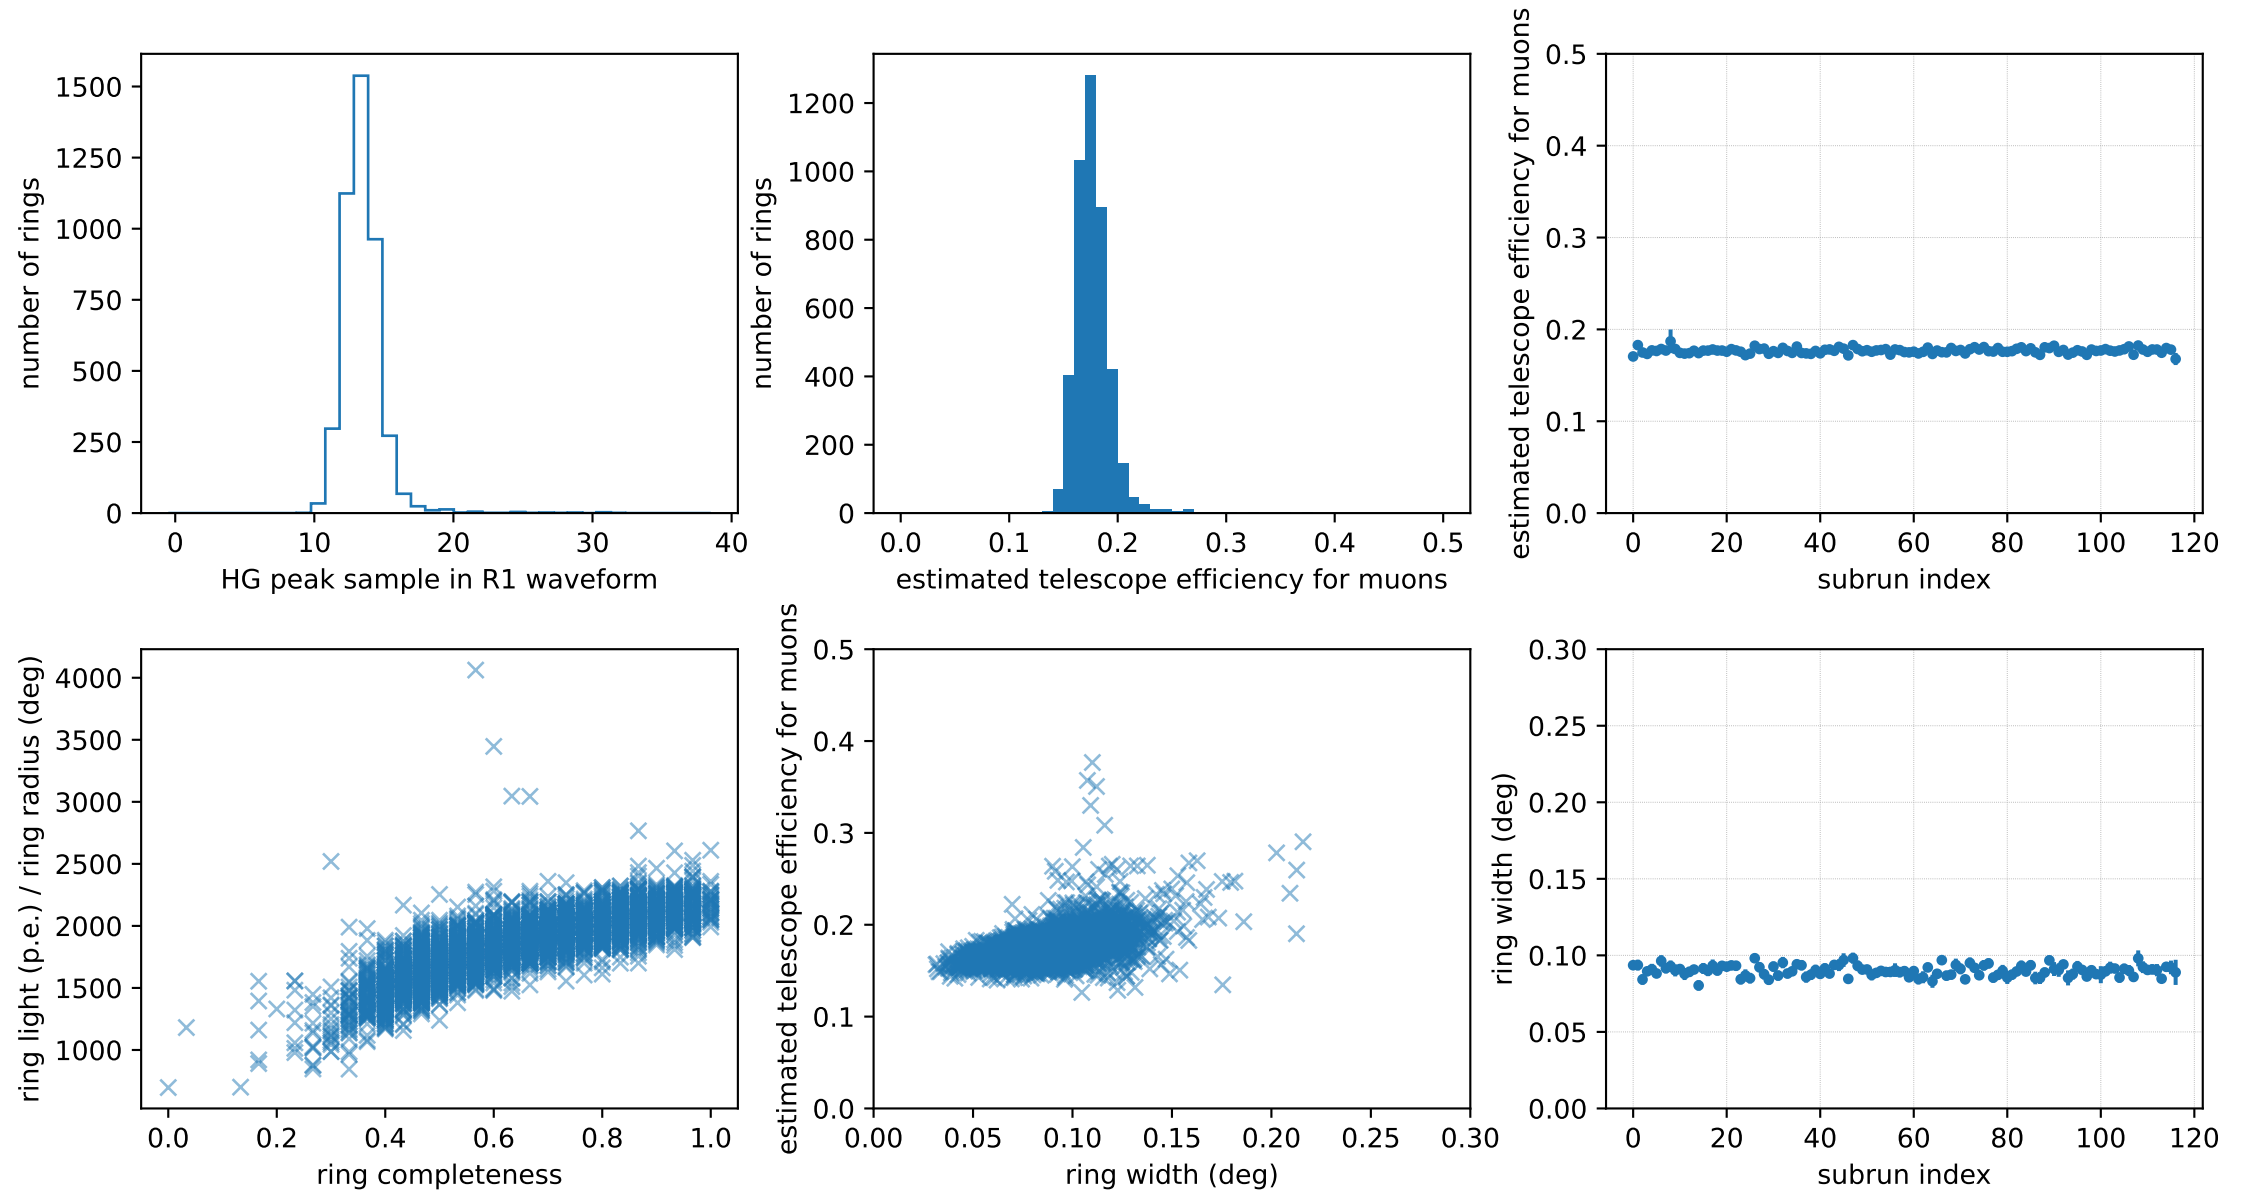 number of rings
1500
1250
1000
750
500
250
0
0 10 20 30 40
HG peak sample in R1 waveform
number of rings
1200
1000
800
600
400
200
0
0.0 0.1 0.2 0.3 0.4 0.5
estimated telescope efficiency for muons
estimated telescope efficiency for muons
0.5
0.4
0.3
0.2
0.1
0.0
0 20 40 60 80 100 120
subrun index
ring light (p.e.) / ring radius (deg)
4000
3500
3000
2500
2000
1500
1000
0.0 0.2 0.4 0.6 0.8 1.0
ring completeness
estimated telescope efficiency for muons
0.5
0.4
0.3
0.2
0.1
0.0
0.00 0.05 0.10 0.15 0.20 0.25 0.30
ring width (deg)
ring width (deg)
0.30
0.25
0.20
0.15
0.10
0.05
0.00
0 20 40 60 80 100 120
subrun index